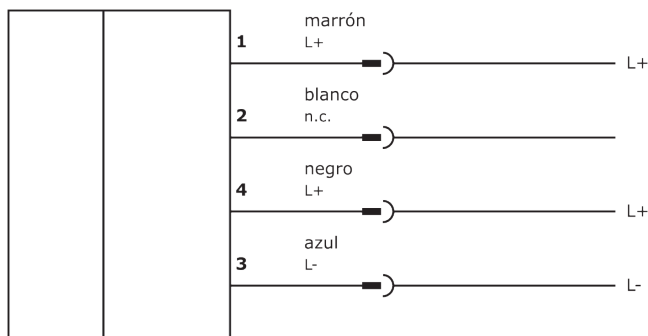 marrón
1 L+
L+
blanco
2 n.c.
negro
4 L+
L+
azul
3 L-
L-